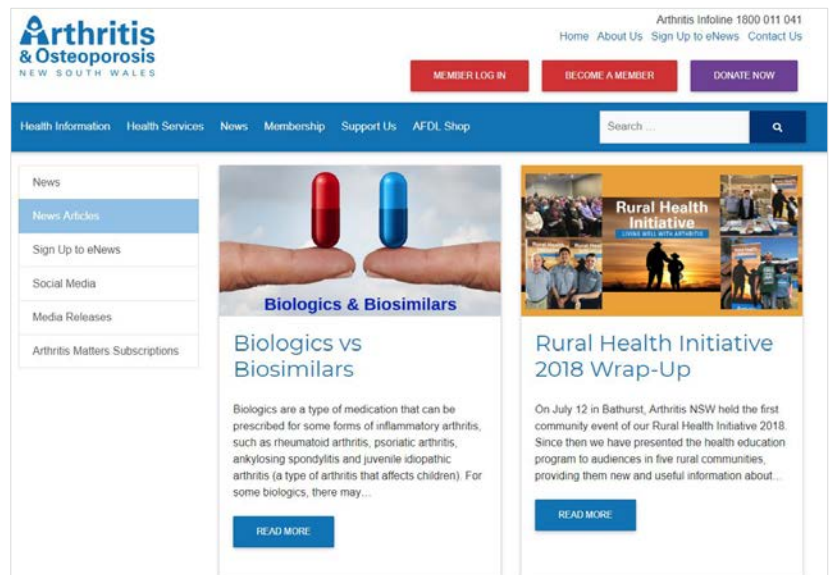 Arthritis
& Osteoporosis
NEW SOUTH WALES
Arthritis Infoline 1800 011 041
Home About Us Sign Up to eNews Contact Us
MEMBER LOG IN
BECOME A MEMBER
DONATE NOW
Health Information Health Services News Membership Support Us AFDL Shop
Search ...
News
News Articles
Sign Up to eNews
Social Media
Media Releases
Arthritis Matters Subscriptions
Biologics & Biosimilars
Biologics vs
Biosimilars
Biologics are a type of medication that can be
prescribed for some forms of inflammatory arthritis,
such as rheumatoid arthritis, psoriatic arthritis,
ankylosing spondylitis and juvenile idiopathic
arthritis (a type of arthritis that affects children). For
some biologics, there may…
READ MORE
Rural Health
Initiative
LIVING WELL WITH ARTHRITIS
Rural Health Initiative
2018 Wrap-Up
On July 12 in Bathurst, Arthritis NSW held the first
community event of our Rural Health Initiative 2018.
Since then we have presented the health education
program to audiences in five rural communities,
providing them new and useful information about…
READ MORE